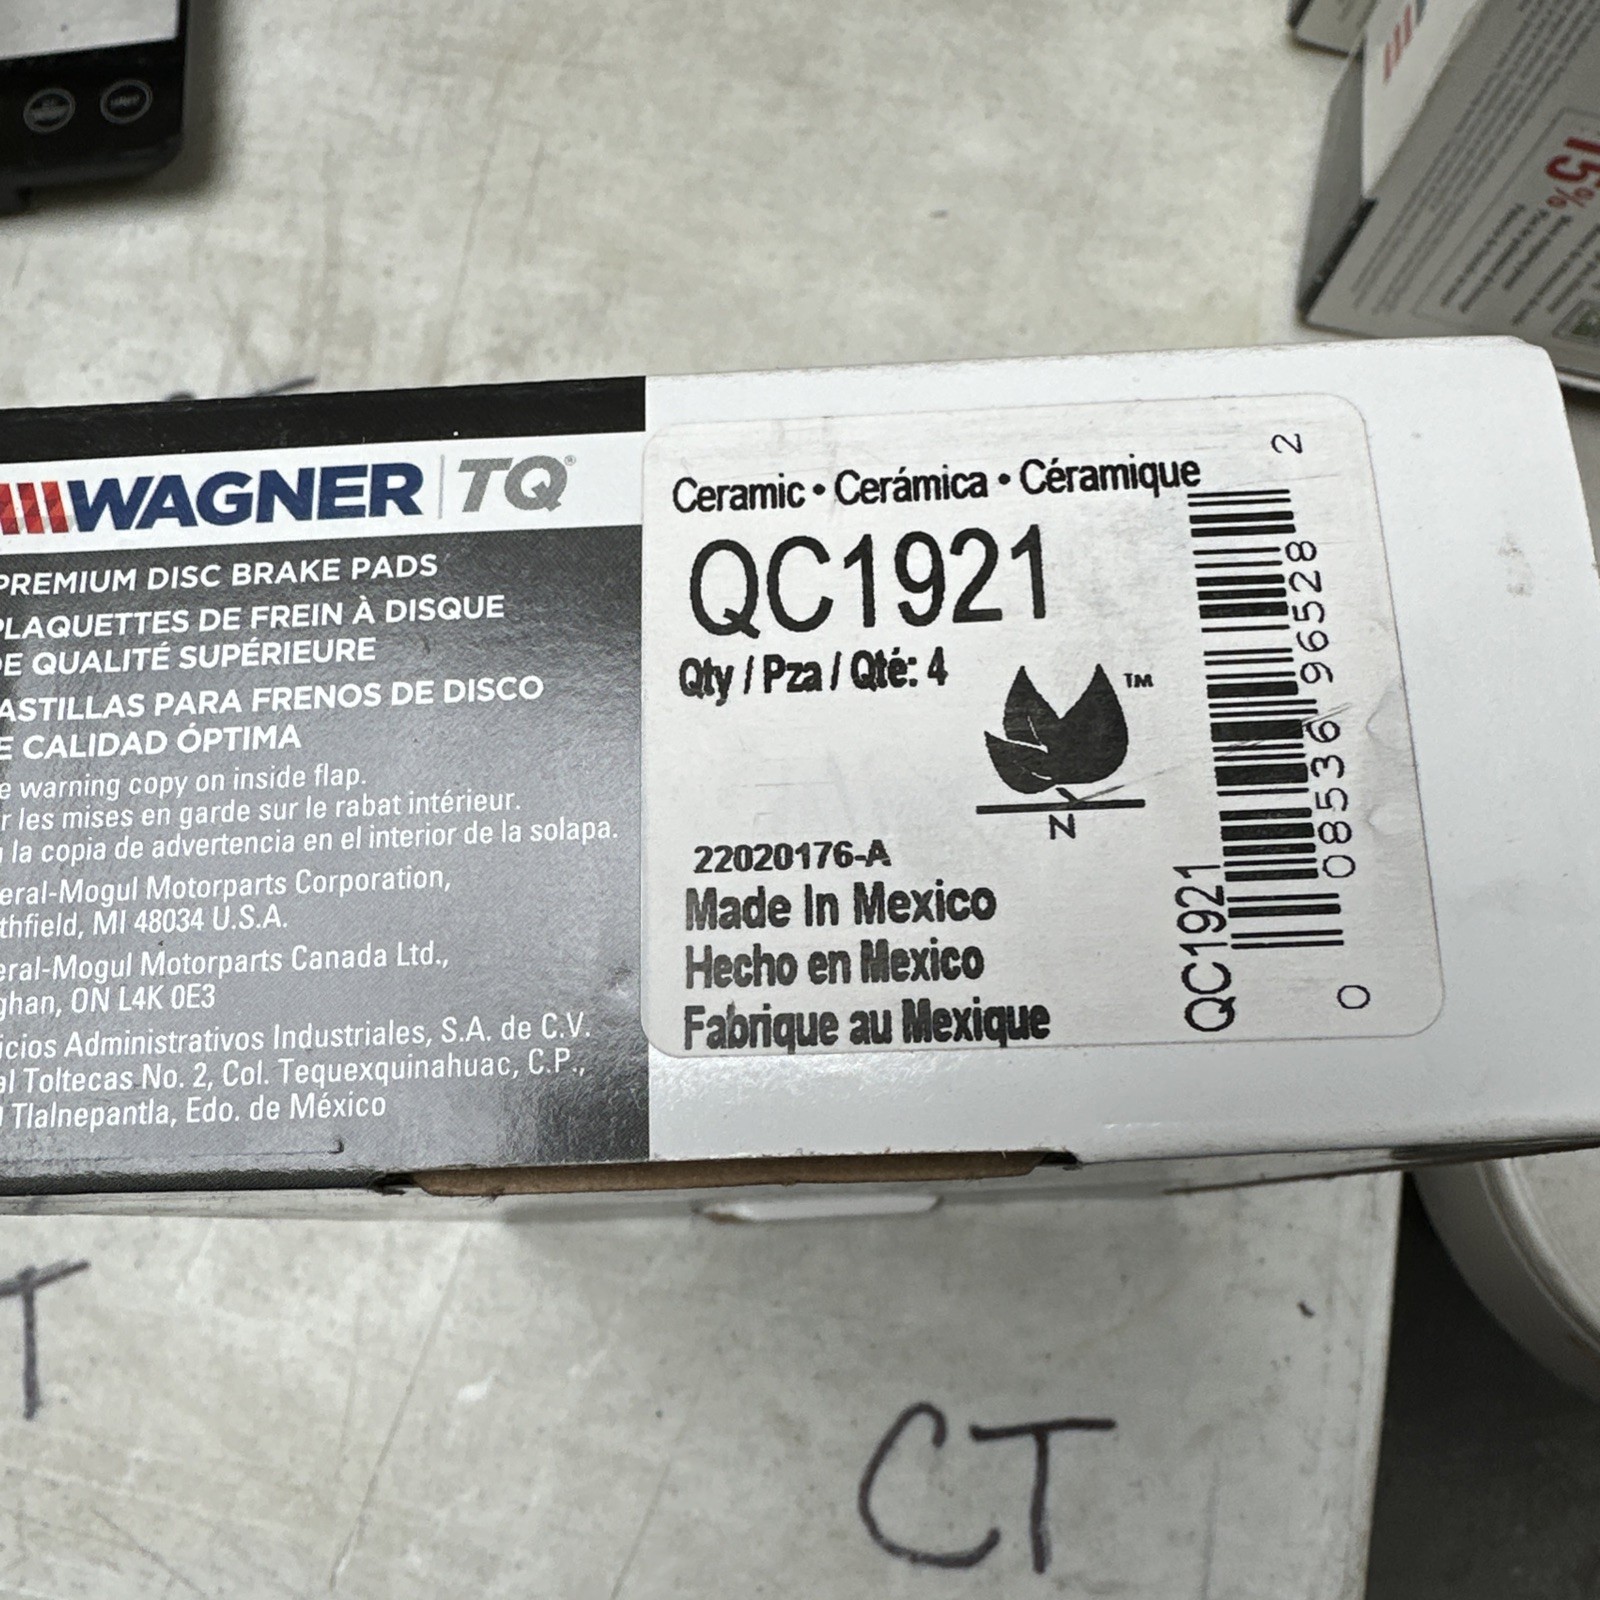 WAGNER TQ®
PREMIUM DISC BRAKE PADS
PLAQUETTES DE FREIN À DISQUE
DE QUALITÉ SUPÉRIEURE
ASTILLAS PARA FRENOS DE DISCO
E CALIDAD ÓPTIMA
e warning copy on inside flap.
r les mises en garde sur le rabat intérieur.
la copia de advertencia en el interior de la solapa.
eral-Mogul Motorparts Corporation,
thfield, MI 48034 U.S.A.
eral-Mogul Motorparts Canada Ltd.,
ghan, ON L4K 0E3
icios Administrativos Industriales, S.A. de C.V.
al Toltecas No. 2, Col. Tequexquinahuac, C.P.,
Tlalnepantla, Edo. de México
Ceramic • Cerámica • Céramique
QC1921
Qty / Pza / Qté: 4
TM
N
22020176-A
Made In Mexico
Hecho en Mexico
Fabrique au Mexique
QC1921
0 08536 96528 2
15%
T
CT